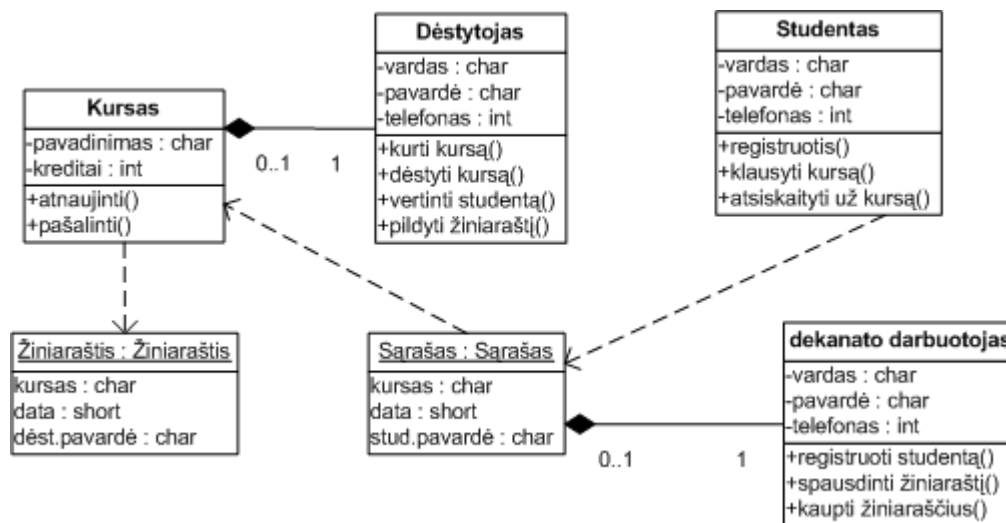 Dėstytojas
-vardas : char
-pavardė : char
-telefonas : int
+kurti kursą()
+dėstyti kursą()
+vertinti studentą()
+pildyti žiniaraštį()
Studentas
-vardas : char
-pavardė : char
-telefonas : int
+registruotis()
+klausyti kursą()
+atsiskaityti už kursą()
Kursas
-pavadinimas : char
-kreditai : int
+atnaujinti()
+pašalinti()
0..1
1
Žiniaraštis : Žiniaraštis
kursas : char
data : short
dėst.pavardė : char
Sąrašas : Sąrašas
kursas : char
data : short
stud.pavardė : char
0..1
1
dekanato darbuotojas
-vardas : char
-pavardė : char
-telefonas : int
+registruoti studentą()
+spausdinti žiniaraštį()
+kaupti žiniaraščius()